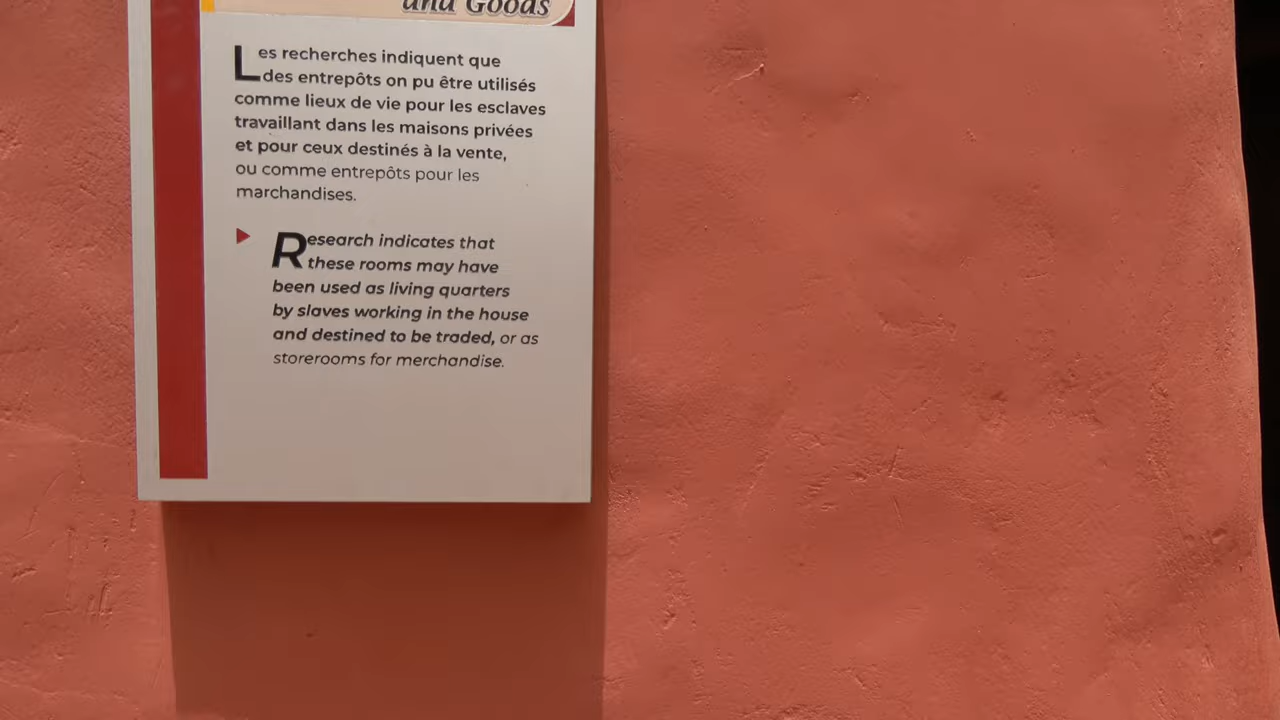 and Goods
Les recherches indiquent que
des entrepôts on pu être utilisés
comme lieux de vie pour les esclaves
travaillant dans les maisons privées
et pour ceux destinés à la vente,
ou comme entrepôts pour les
marchandises.
Research indicates that
these rooms may have
been used as living quarters
by slaves working in the house
and destined to be traded, or as
storerooms for merchandise.